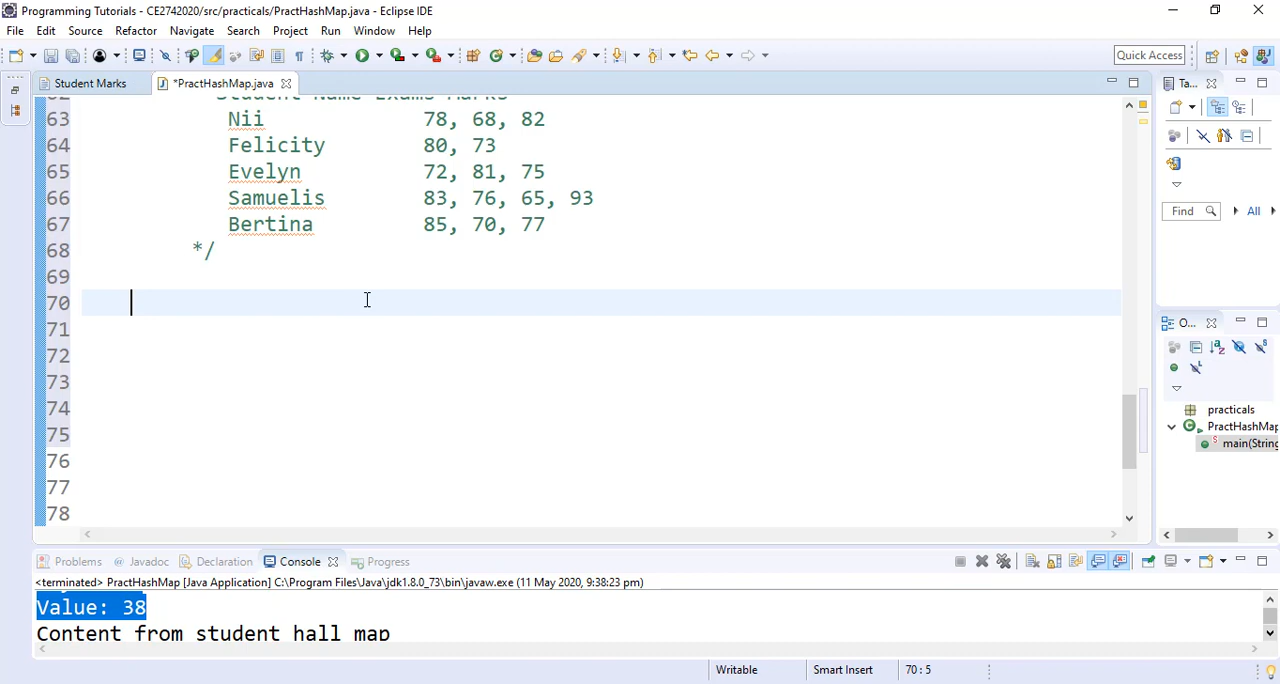 Programming Tutorials - CE2742020/src/practicals/PractHashMap.java - Eclipse IDE
File Edit Source Refactor Navigate Search Project Run Window Help
Quick Access
Student Marks *PractHashMap.java Ta...
Student Name Exams Marks
63 Nii 78, 68, 82
64 Felicity 80, 73
65 Evelyn 72, 81, 75
66 Samuelis 83, 76, 65, 93
67 Bertina 85, 70, 77
68 */
69
70
71
72
73
74
75
76
77
78
Find All
O...
practicals
PractHashMap
main(String
Problems Javadoc Declaration Console Progress
<terminated> PractHashMap [Java Application] C:\Program Files\Java\jdk1.8.0_73\bin\javaw.exe (11 May 2020, 9:38:23 pm)
Value: 38
Content from student hall map
Writable Smart Insert 70 : 5